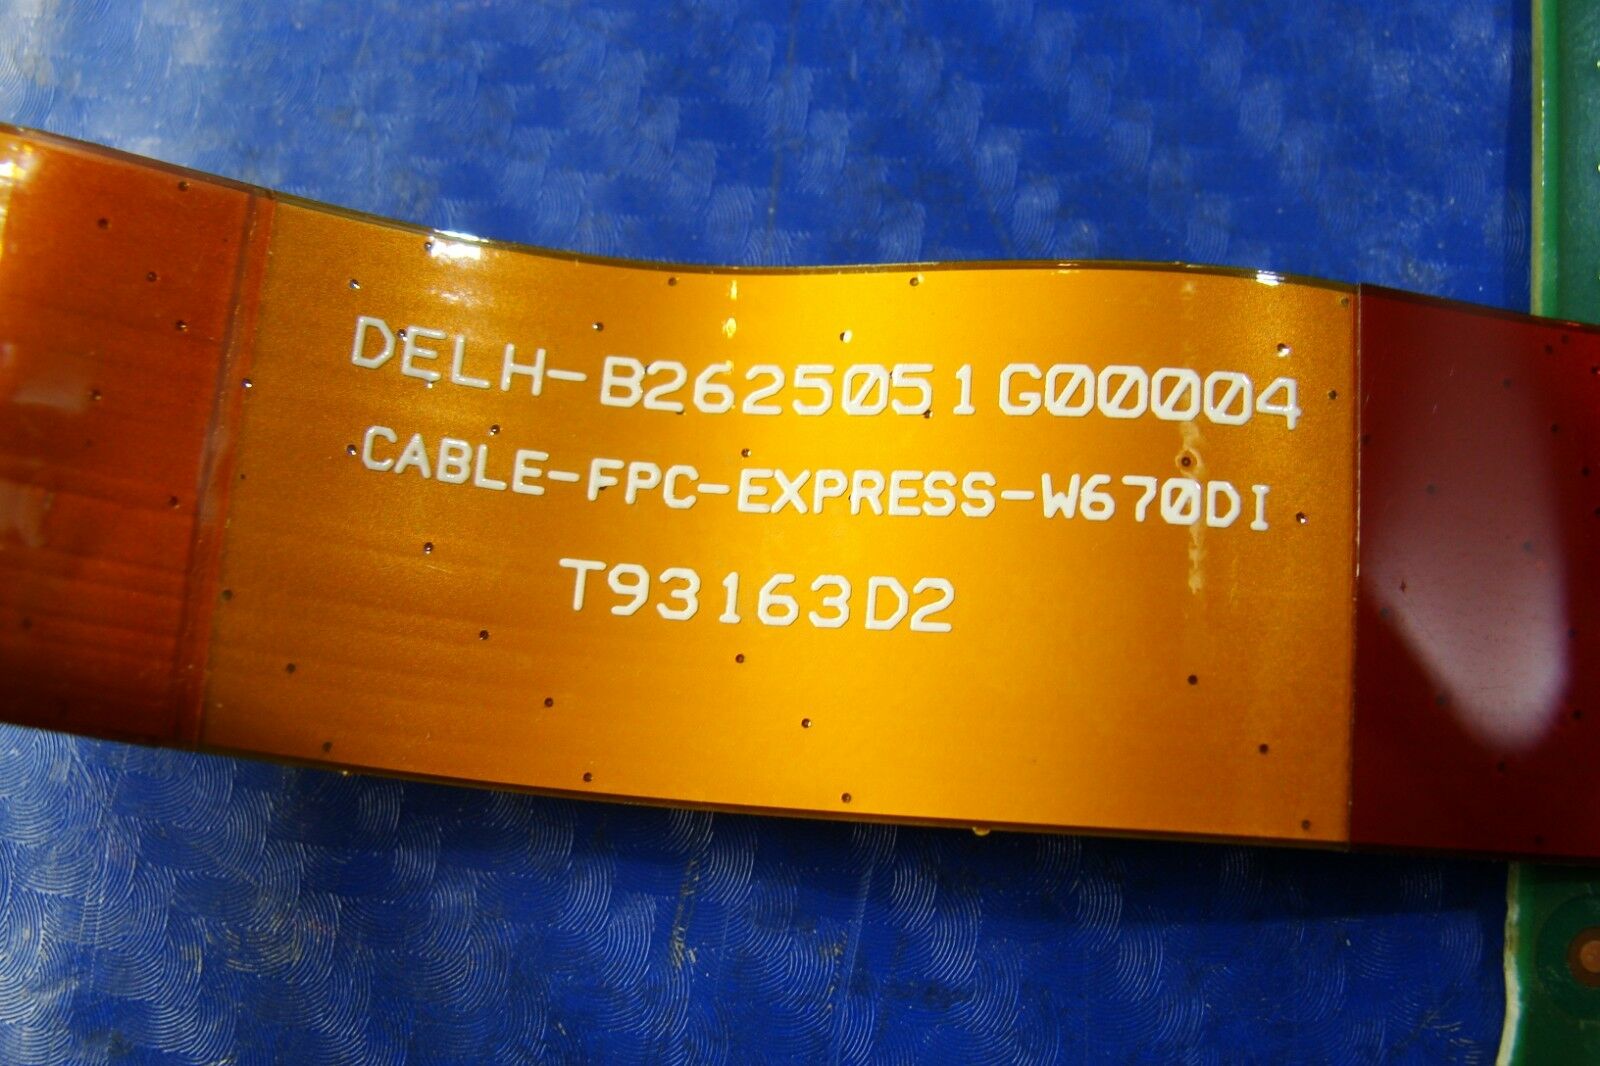 DELH-B2625051G00004
CABLE-FPC-EXPRESS-W670DI
T93163D2